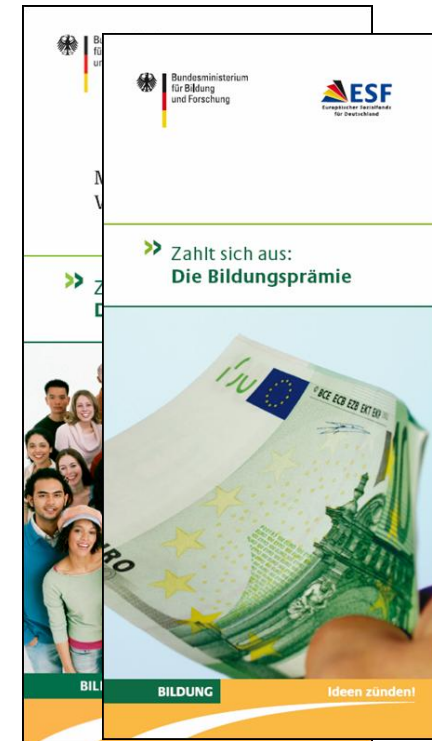 Bundesministerium
für Bildung
und Forschung
ESF
Europäischer Sozialfonds
für Deutschland
Zahlt sich aus:
Die Bildungsprämie
BCE ECB EZB EKT EKP
BILDUNG
Ideen zünden!